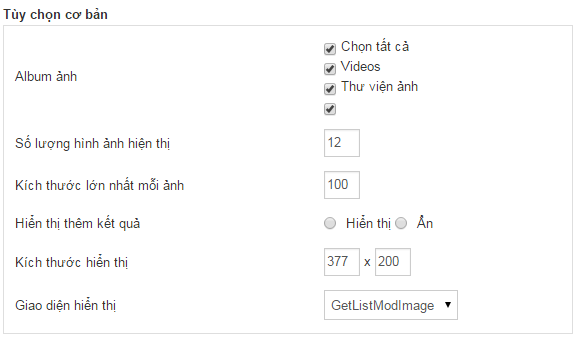 Tùy chọn cơ bản
Album ảnh
Chọn tất cả
Videos
Thư viện ảnh
Số lượng hình ảnh hiện thị 12
Kích thước lớn nhất mỗi ảnh 100
Hiển thị thêm kết quả Hiển thị Ẩn
Kích thước hiển thị 377 x 200
Giao diện hiển thị GetListModImage